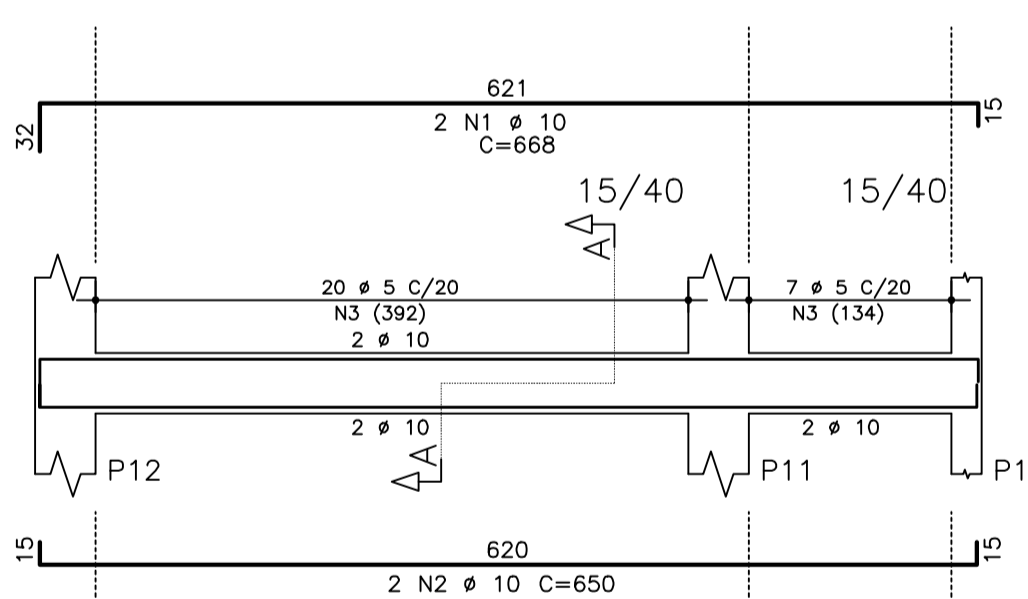 621
2 N1 ø 10
C=668
32
15
15/40
15/40
A
20 ø 5 C/20
7 ø 5 C/20
N3 (392)
N3 (134)
2 ø 10
2 ø 10
2 ø 10
A
P12
P11
P1
15
620
15
2 N2 ø 10 C=650